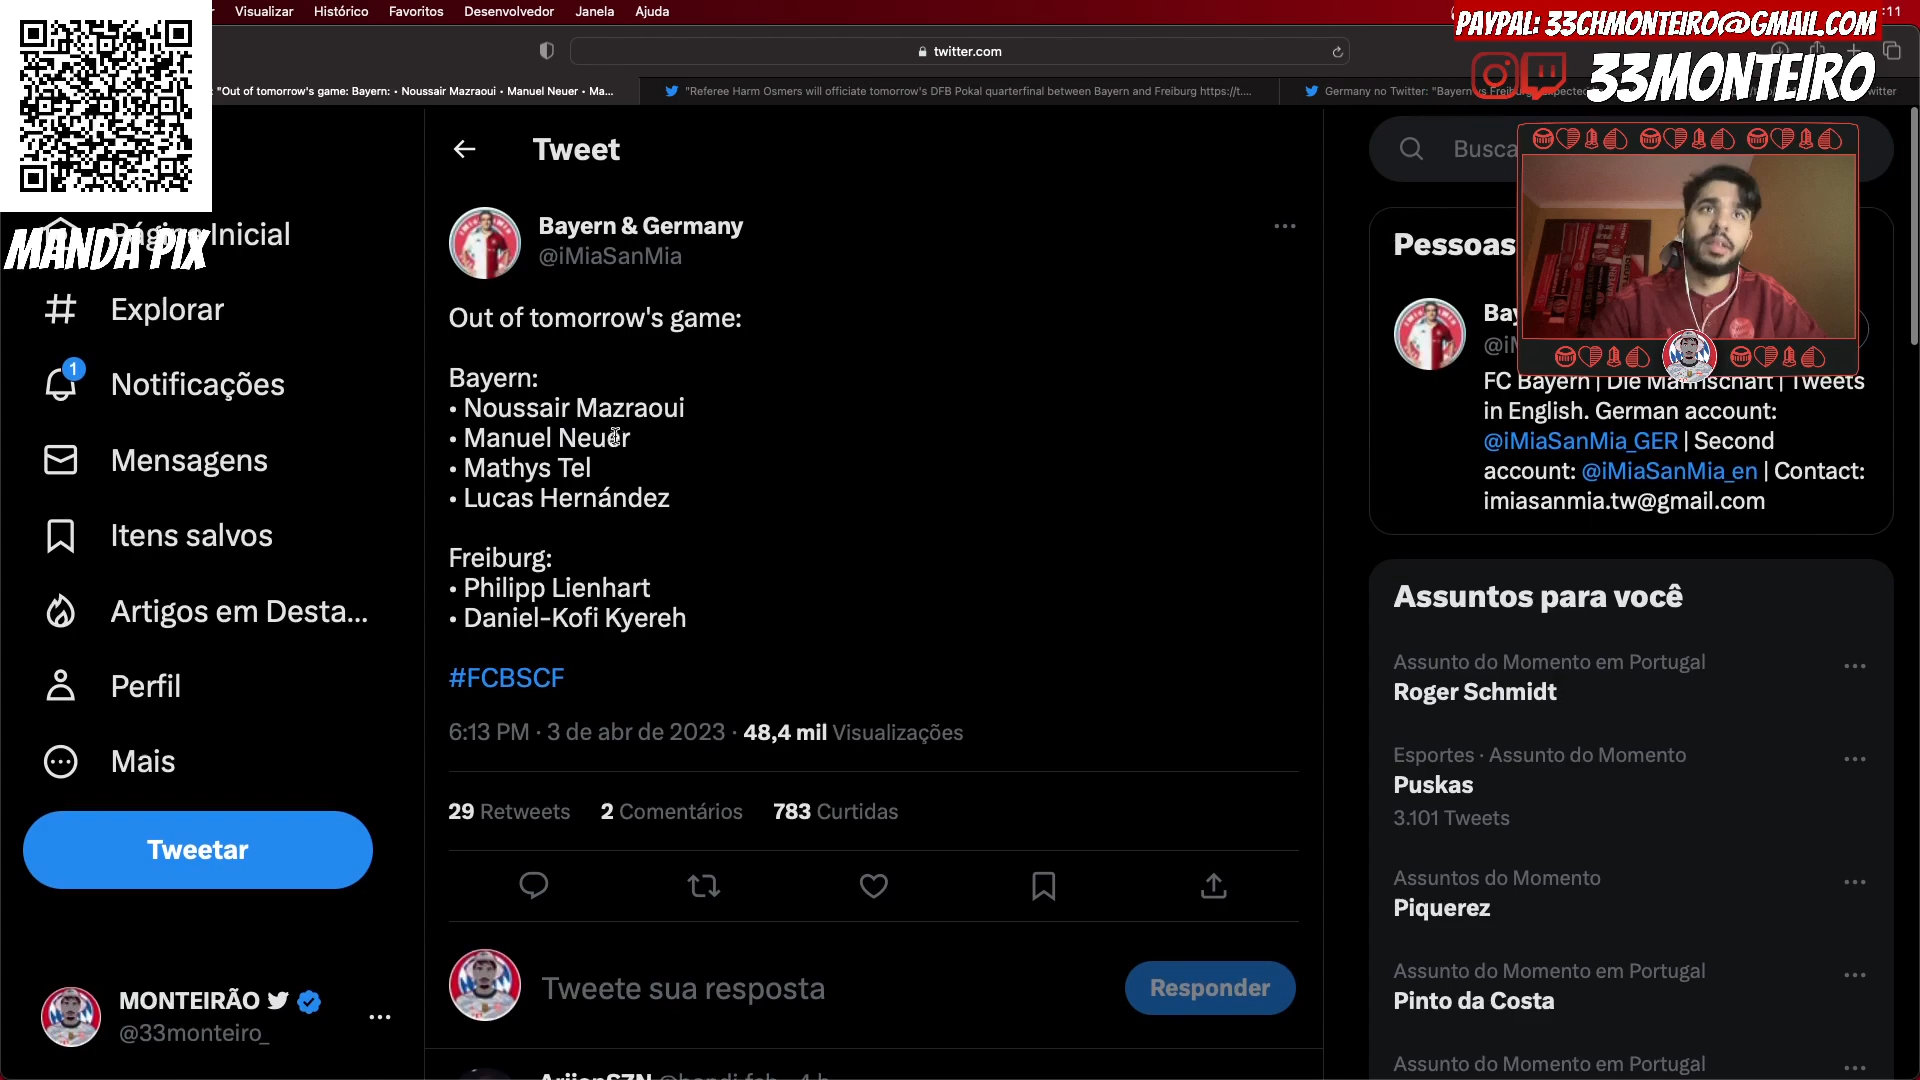 Visualizar Histórico Favoritos Desenvolvedor Janela Ajuda
:11
PAYPAL: 33CHMONTEIRO@GMAIL.COM
twitter.com
33MONTEIRO
"Out of tomorrow's game: Bayern: • Noussair Mazraoui • Manuel Neuer • Ma...
"Referee Harm Osmers will officiate tomorrow's DFB Pokal quarterfinal between Bayern and Freiburg https://t....
Germany no Twitter: "Bayern vs Freiburg expected
MANDA PIX
Página Inicial
Explorar
1
Notificações
Mensagens
Itens salvos
Artigos em Desta...
Perfil
Mais
Tweetar
MONTEIRÃO
@33monteiro_
Tweet
Bayern & Germany
@iMiaSanMia
Out of tomorrow's game:
Bayern:
• Noussair Mazraoui
• Manuel Neuer
• Mathys Tel
• Lucas Hernández
Freiburg:
• Philipp Lienhart
• Daniel-Kofi Kyereh
#FCBSCF
6:13 PM · 3 de abr de 2023 · 48,4 mil Visualizações
29 Retweets 2 Comentários 783 Curtidas
Tweete sua resposta
Responder
Busca
Pessoas
FC Bayern | Die Mannschaft | Tweets
in English. German account:
@iMiaSanMia_GER | Second
account: @iMiaSanMia_en | Contact:
imiasanmia.tw@gmail.com
Assuntos para você
Assunto do Momento em Portugal
Roger Schmidt
Esportes · Assunto do Momento
Puskas
3.101 Tweets
Assuntos do Momento
Piquerez
Assunto do Momento em Portugal
Pinto da Costa
Assunto do Momento em Portugal